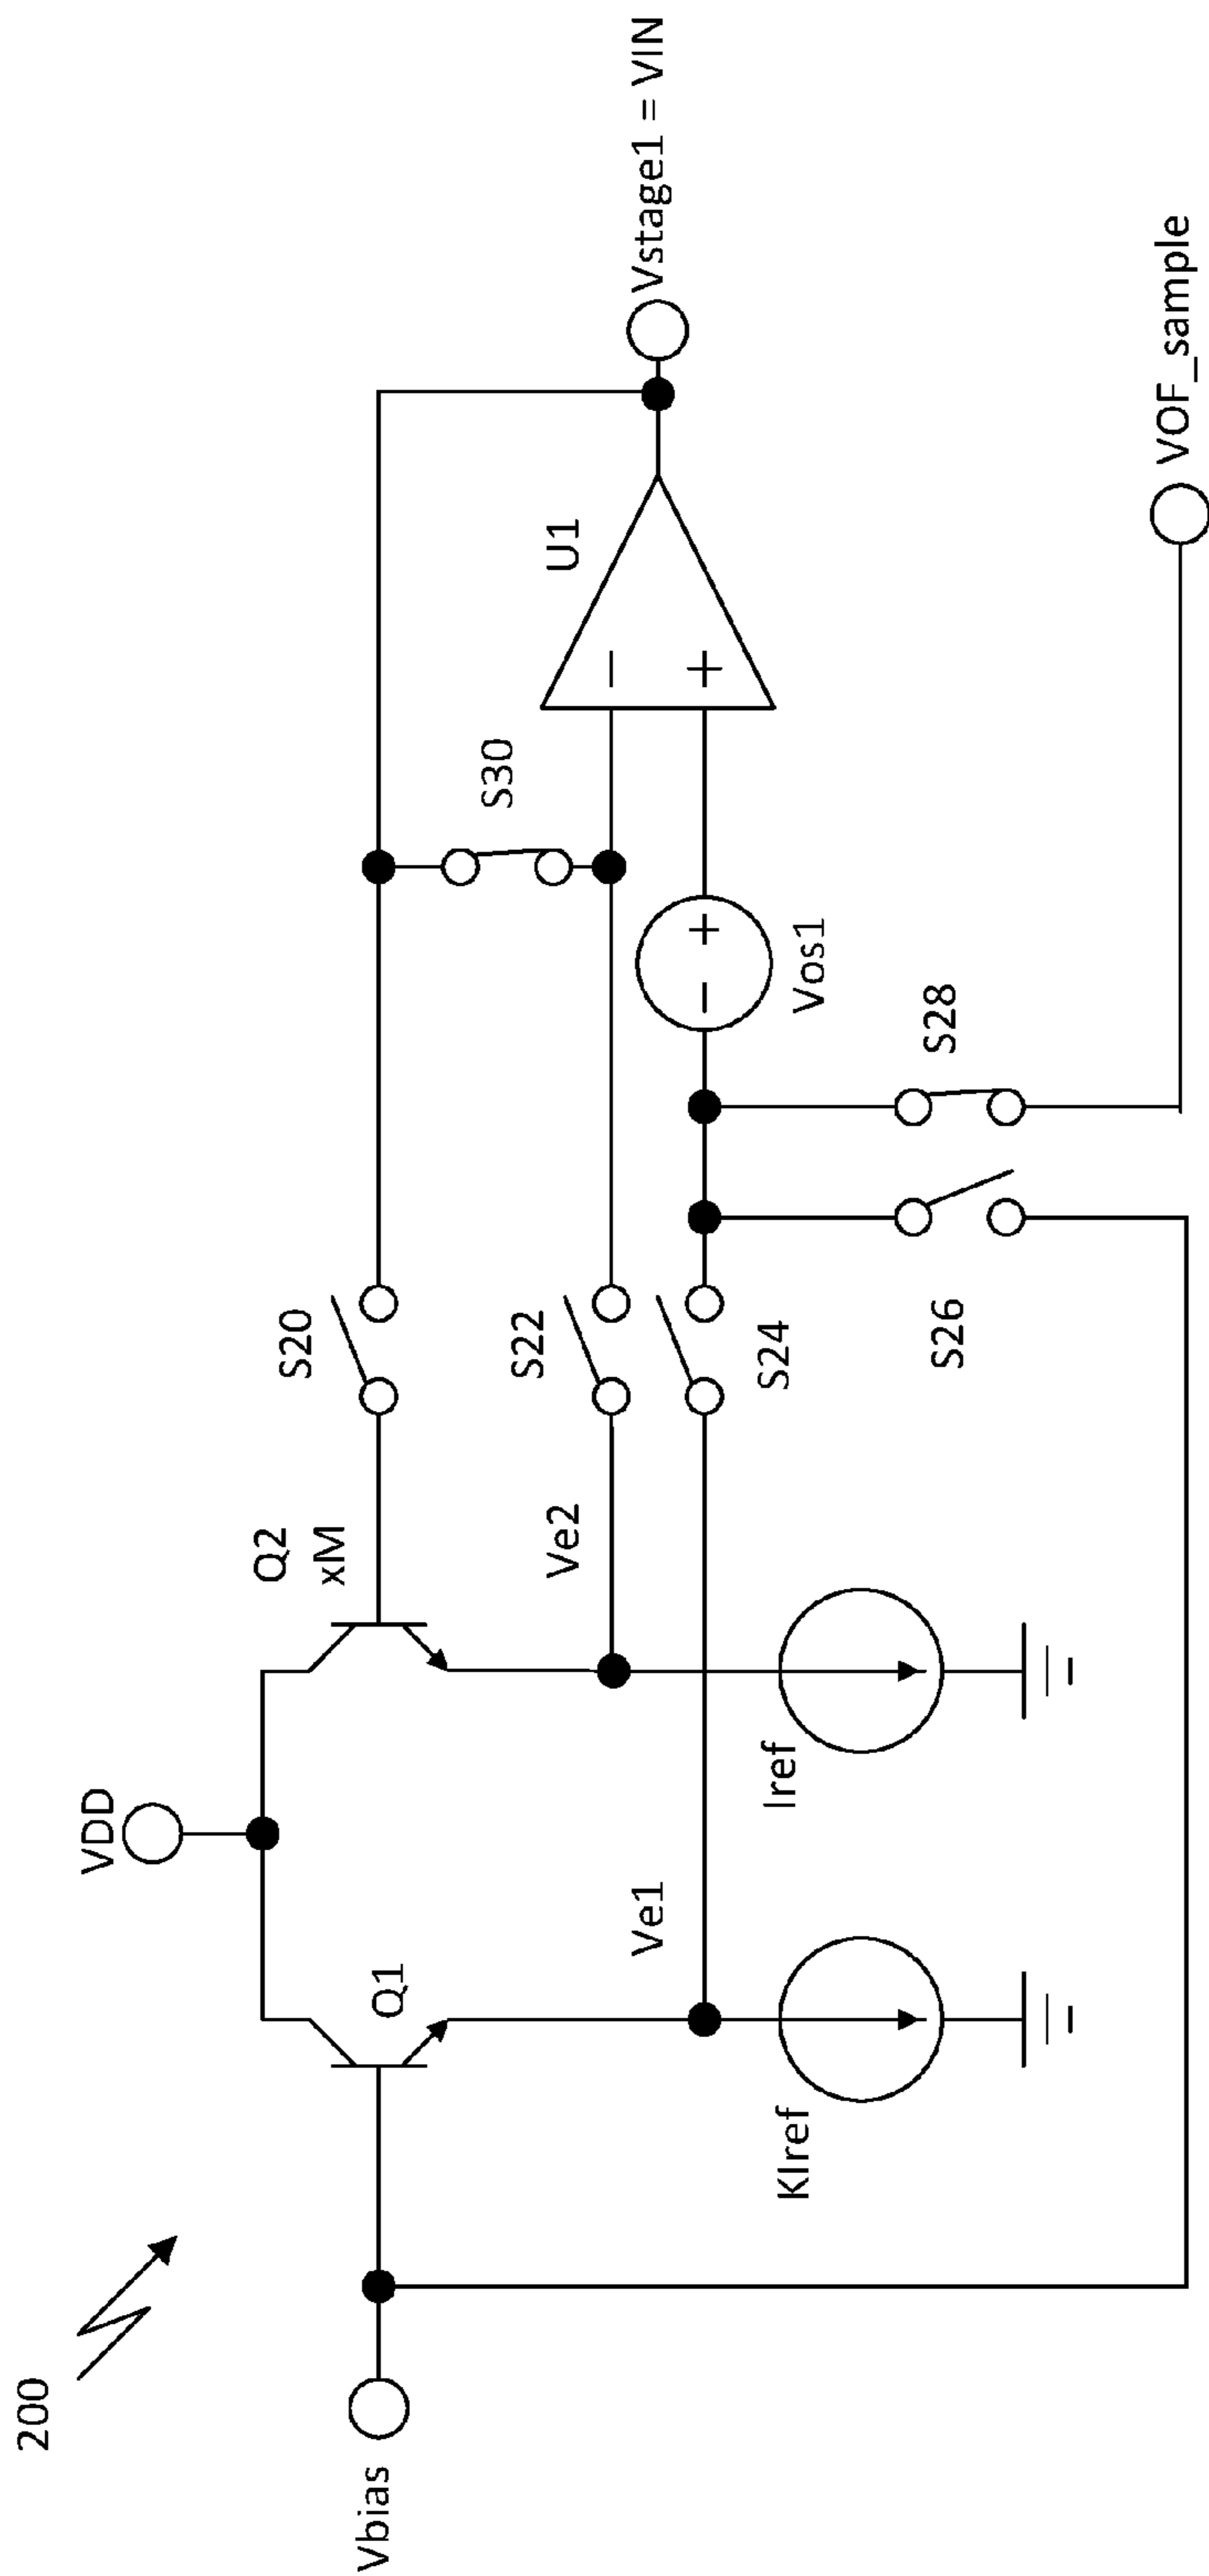 200
VDD
Q2
xM
S20
Vbias
Q1
S30
U1
Vstage1 = VIN
Ve1
Ve2
S22
S24
−
+
−
+
Vos1
KIref
Iref
S26
S28
VOF_sample